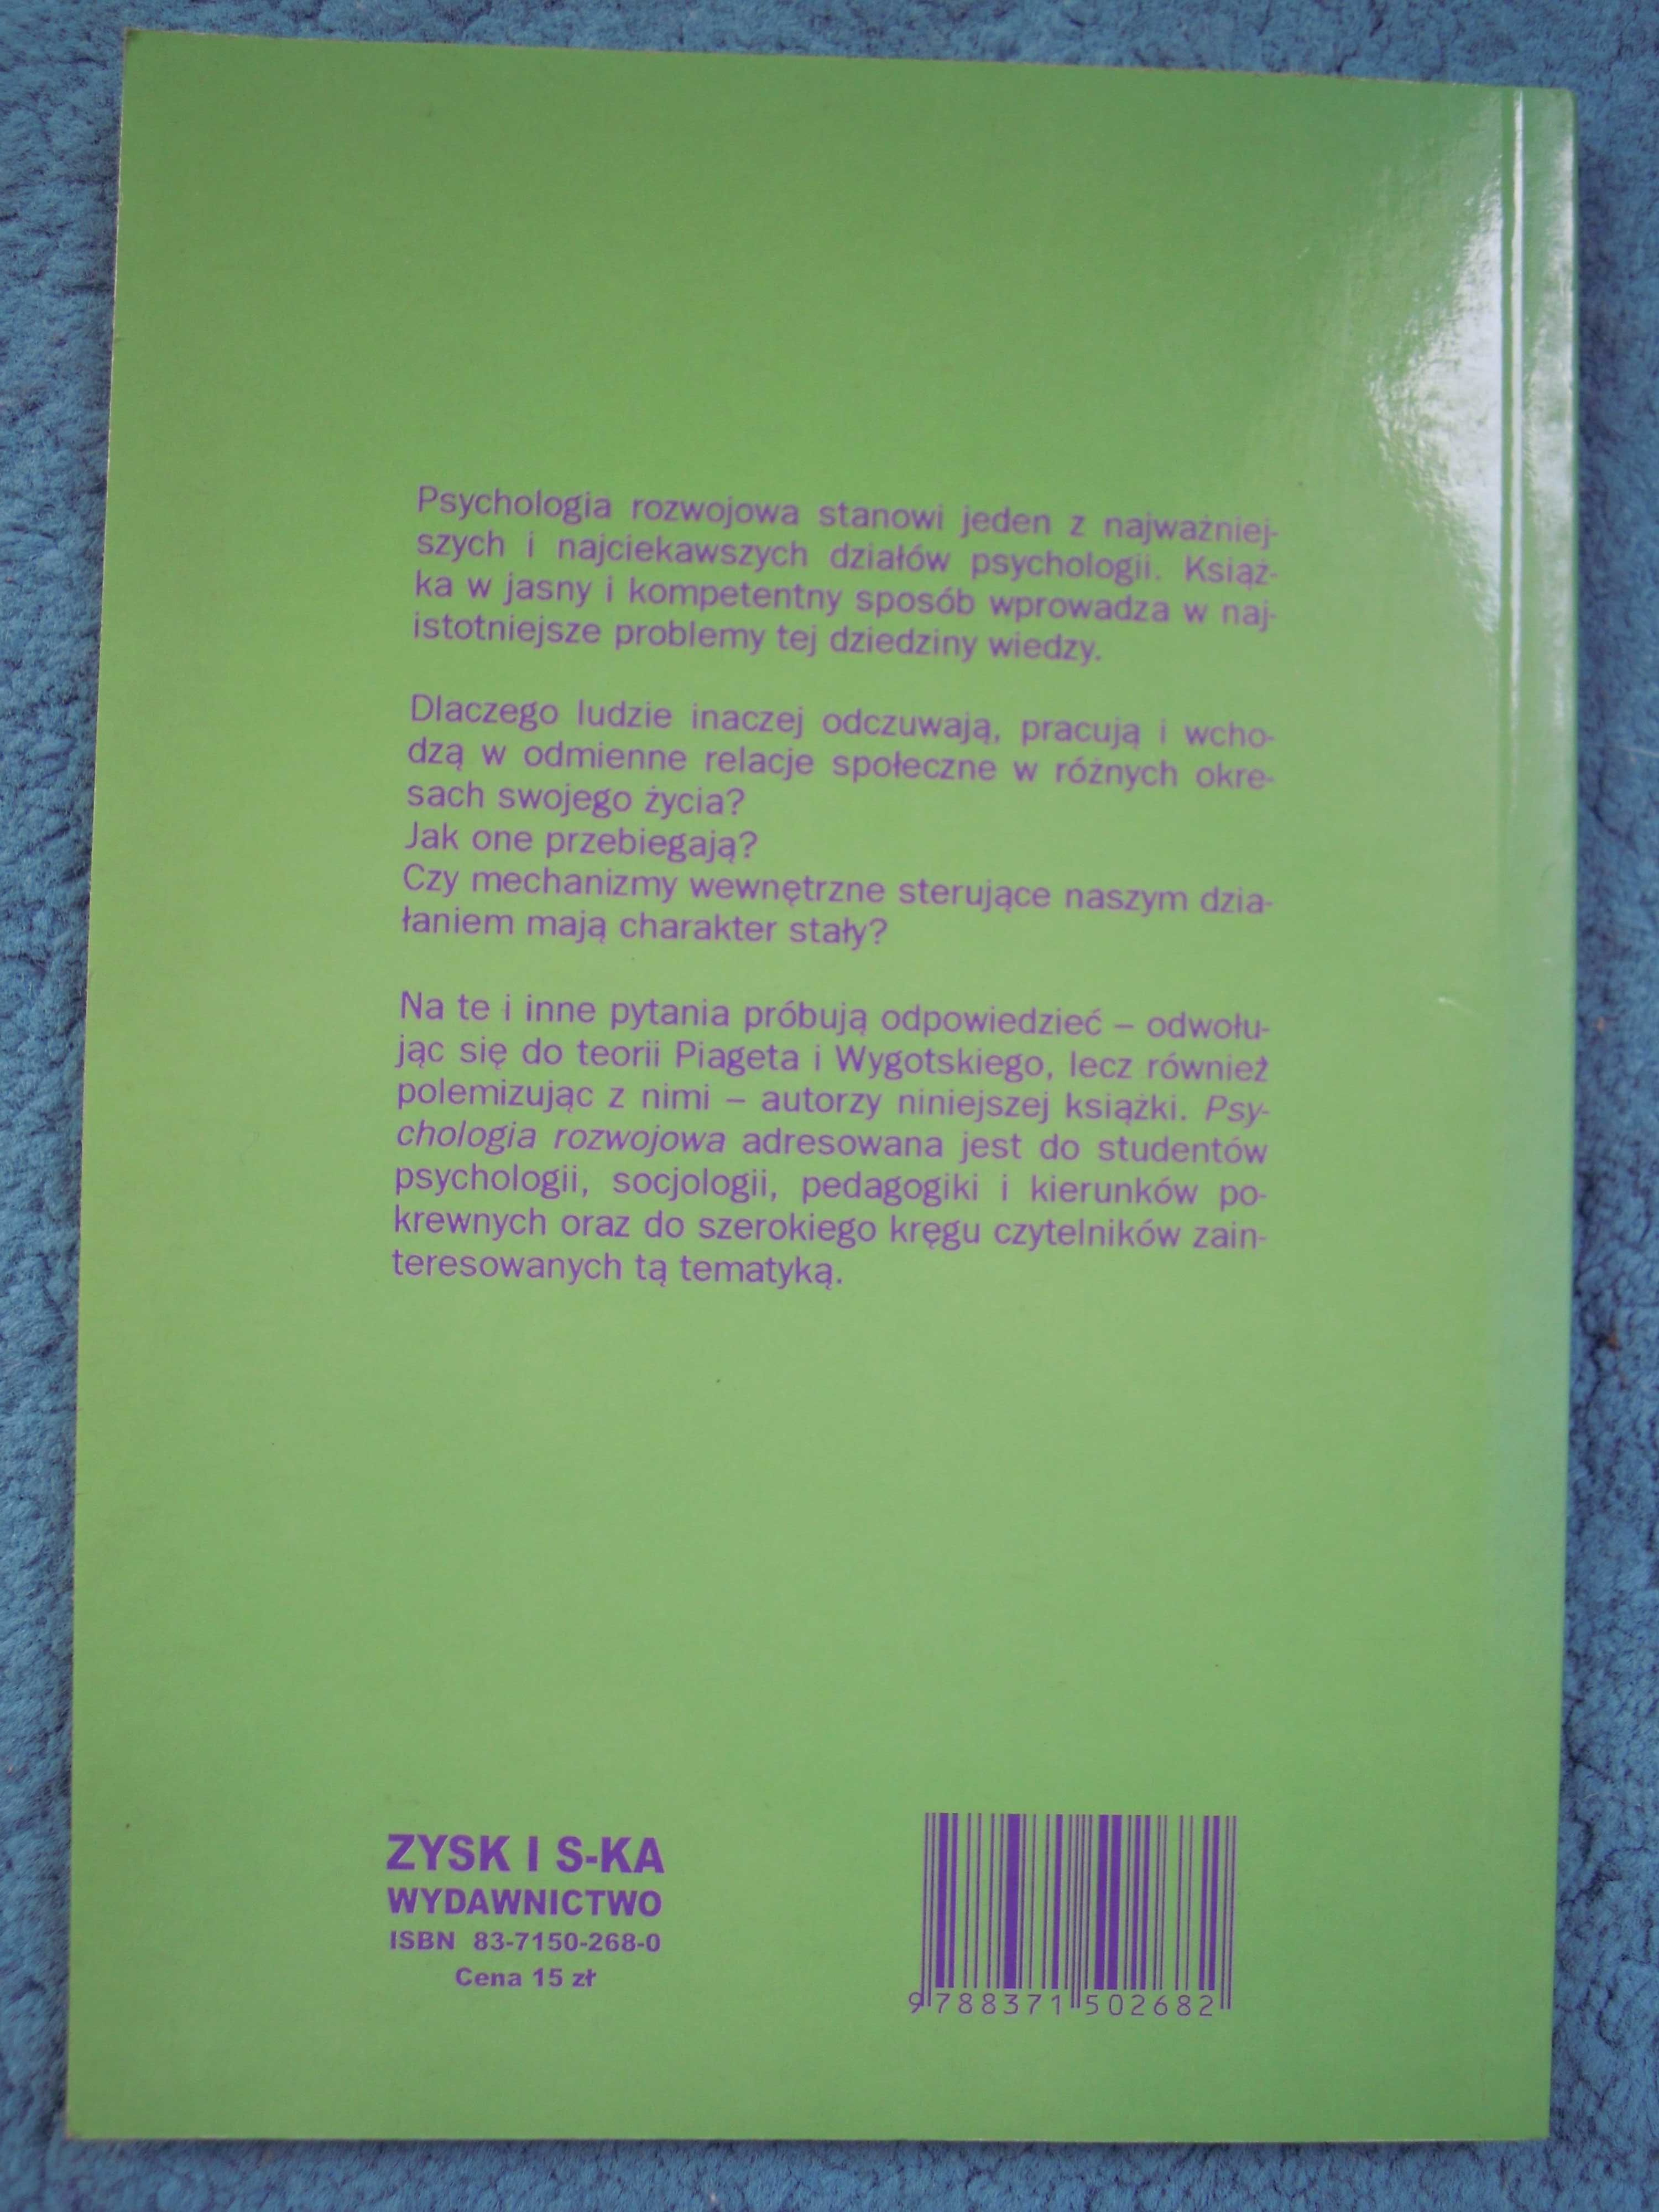 Psychologia rozwojowa stanowi jeden z najważniej-
szych i najciekawszych działów psychologii. Książ-
ka w jasny i kompetentny sposób wprowadza w naj-
istotniejsze problemy tej dziedziny wiedzy.
Dlaczego ludzie inaczej odczuwają, pracują i wcho-
dzą w odmienne relacje społeczne w różnych okre-
sach swojego życia?
Jak one przebiegają?
Czy mechanizmy wewnętrzne sterujące naszym dzia-
łaniem mają charakter stały?
Na te i inne pytania próbują odpowiedzieć – odwołu-
jąc się do teorii Piageta i Wygotskiego, lecz również
polemizując z nimi – autorzy niniejszej książki. Psy-
chologia rozwojowa adresowana jest do studentów
psychologii, socjologii, pedagogiki i kierunków po-
krewnych oraz do szerokiego kręgu czytelników zain-
teresowanych tą tematyką.
ZYSK I S-KA
WYDAWNICTWO
ISBN 83-7150-268-0
Cena 15 zł
9 788371 502682